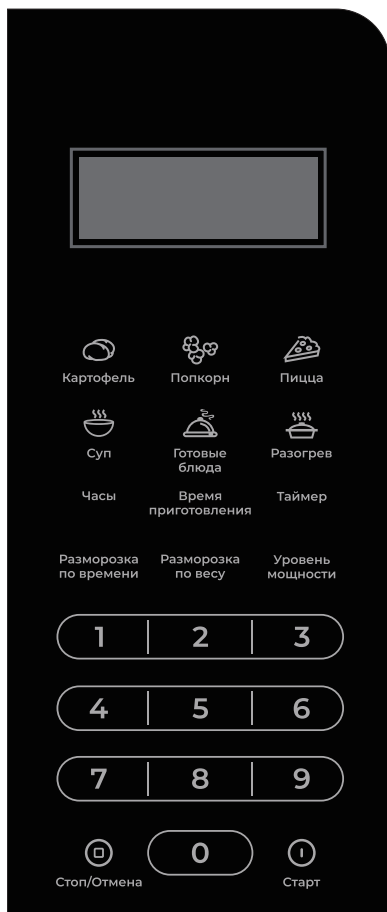 Картофель Попкорн Пицца
Суп Готовые блюда Разогрев
Часы Время приготовления Таймер
Разморозка по времени Разморозка по весу Уровень мощности
1 2 3
4 5 6
7 8 9
0
Стоп/Отмена Старт